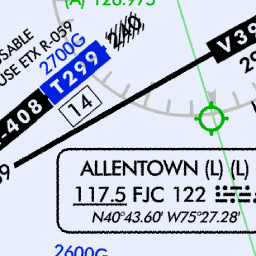 (A) 126.975
USABLE
USE ETX R-059
2700G
T299
-408
14
V39
ALLENTOWN (L) (L)
117.5 FJC 122
N40°43.60' W75°27.28'
2600G